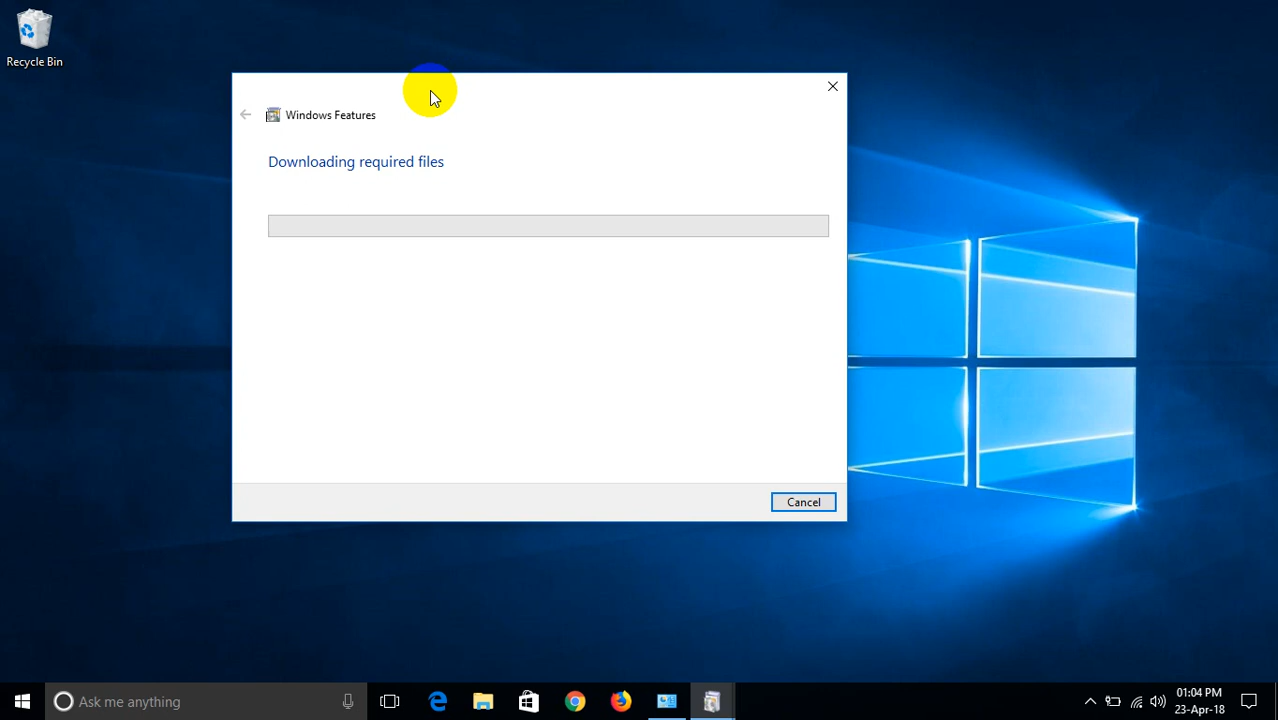 Recycle Bin
Windows Features
Downloading required files
Cancel
Ask me anything
01:04 PM
23-Apr-18